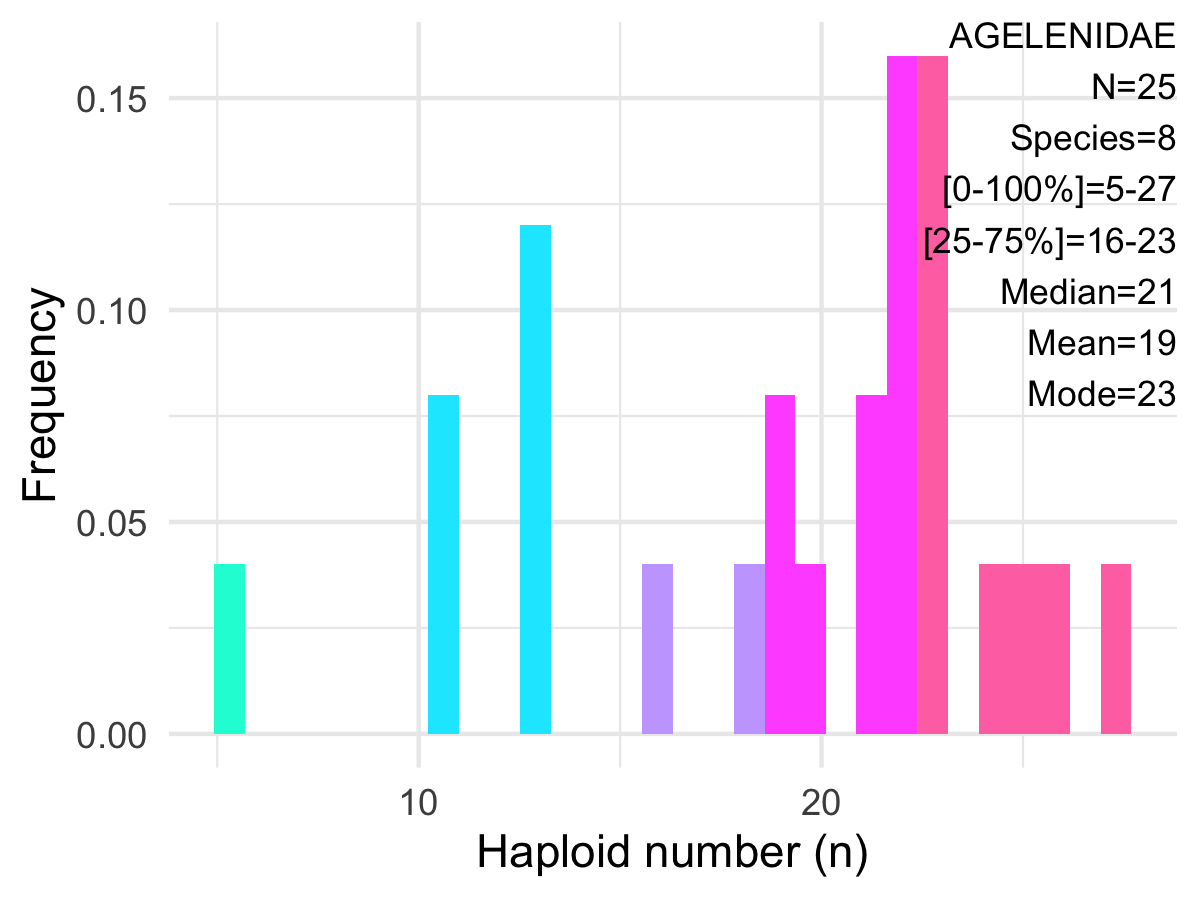 AGELENIDAE
N=25
Species=8
[0-100%]=5-27
[25-75%]=16-23
Median=21
Mean=19
Mode=23
0.15
0.10
0.05
0.00
Frequency
10 20
Haploid number (n)